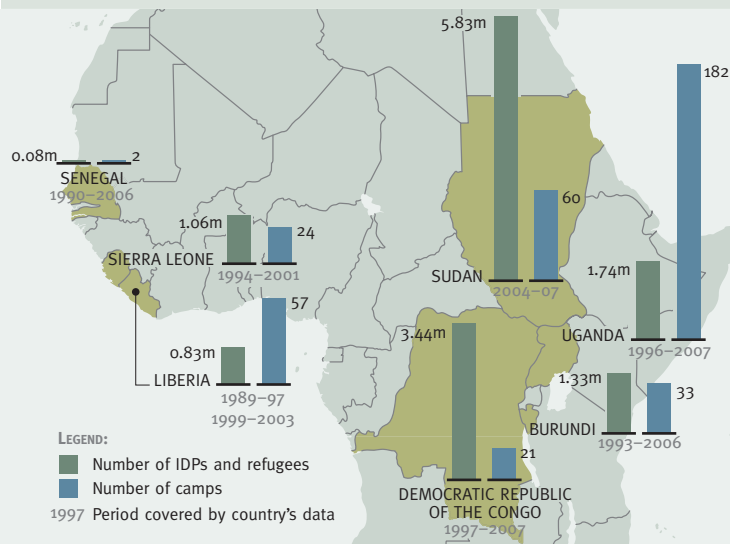 5.83m
182
0.08m
2
SENEGAL
1990–2006
60
1.06m
24
SIERRA LEONE
1994–2001
SUDAN
2004–07
1.74m
57
3.44m
UGANDA
1996–2007
0.83m
LIBERIA
1989–97
1999–2003
1.33m
33
BURUNDI
1993–2006
21
DEMOCRATIC REPUBLIC
OF THE CONGO
1997–2007
LEGEND:
Number of IDPs and refugees
Number of camps
1997 Period covered by country's data